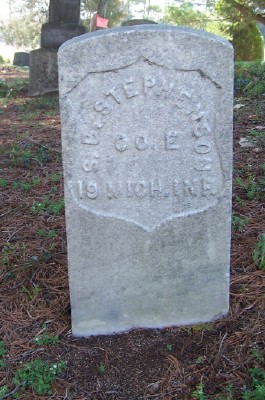 S. L. STEPHENSON
CO. E
19 MICH. INF.